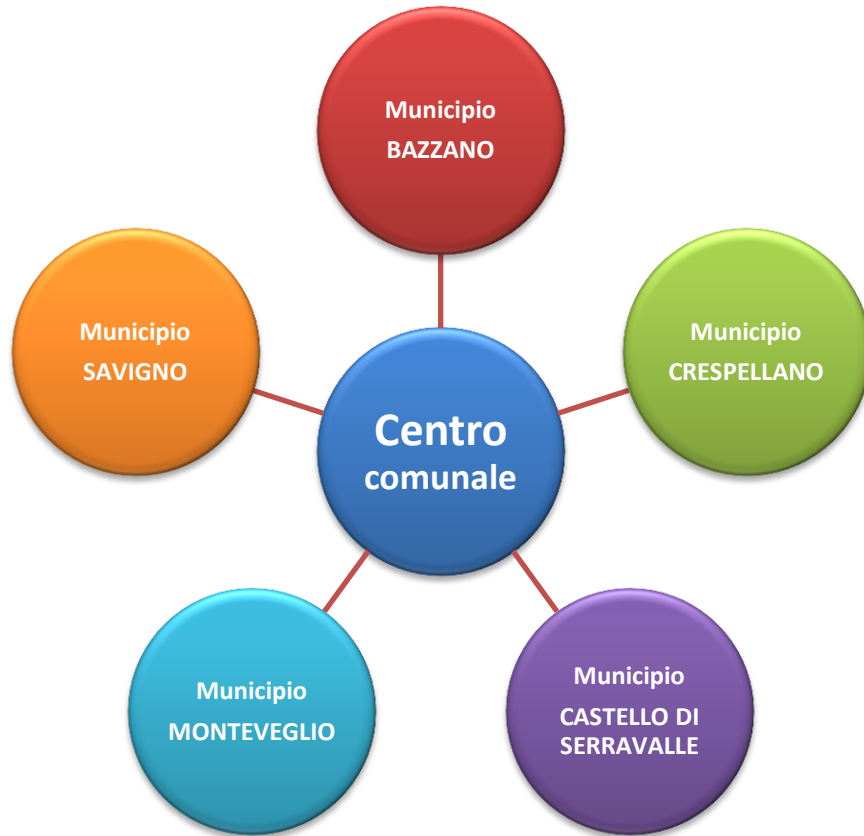 Municipio
BAZZANO
Municipio
SAVIGNO
Municipio
CRESPELLANO
Centro
comunale
Municipio
MONTEVEGLIO
Municipio
CASTELLO DI
SERRAVALLE